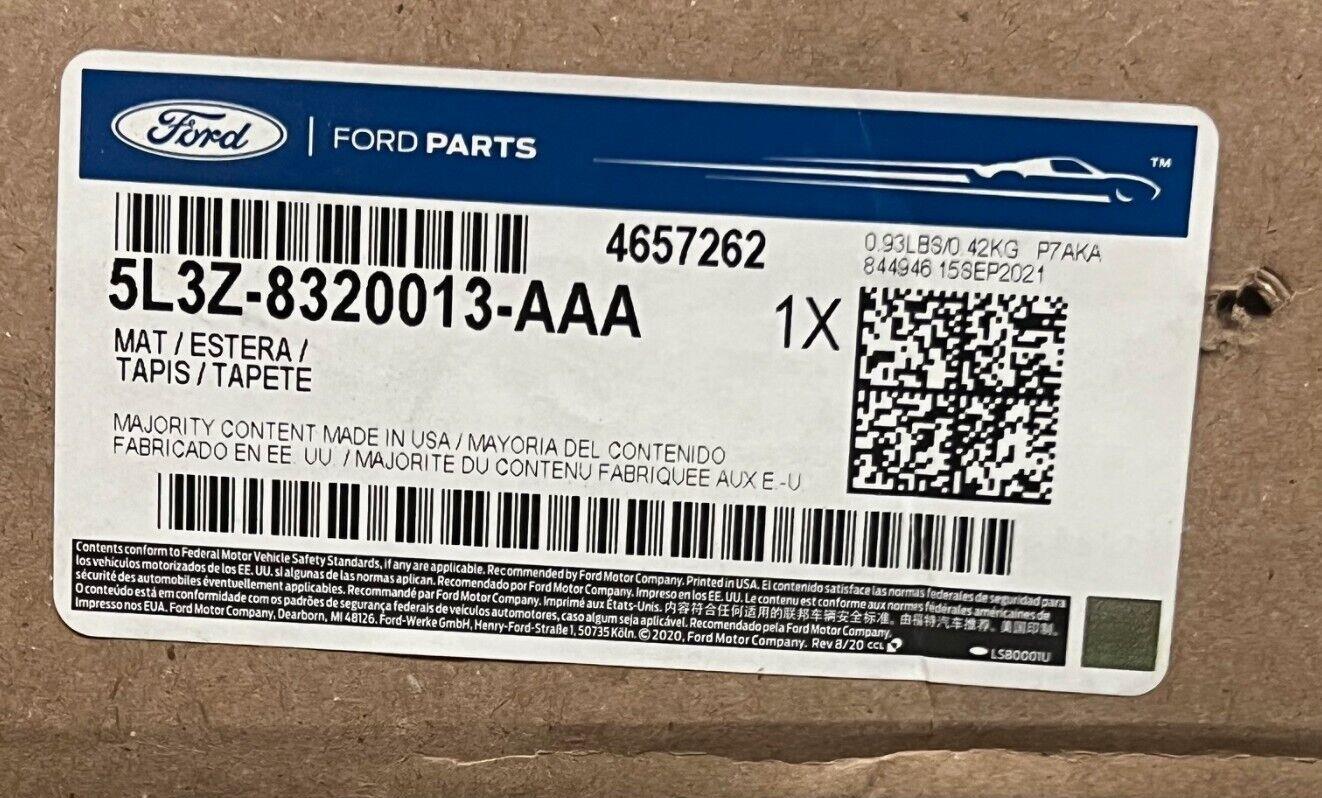 Ford | FORD PARTS
TM
4657262
0.93LBS/0.42KG P7AKA
844946 15SEP2021
5L3Z-8320013-AAA
1X
MAT / ESTERA /
TAPIS / TAPETE
MAJORITY CONTENT MADE IN USA / MAYORIA DEL CONTENIDO
FABRICADO EN EE. UU. / MAJORITE DU CONTENU FABRIQUEE AUX E.-U.
Contents conform to Federal Motor Vehicle Safety Standards, if any are applicable. Recommended by Ford Motor Company. Printed in USA. El contenido satisface las normas federales de seguridad para
los vehículos motorizados de los EE. UU. si algunas de las normas aplican. Recomendado por Ford Motor Company. Impreso en los EE. UU. Le contenu est conforme aux normes fédérales américaines de
sécurité des automobiles éventuellement applicables. Recommandé par Ford Motor Company. Imprimé aux États-Unis. 内容符合任何适用的联邦车辆安全标准。由福特汽车推荐。美国印制。
O conteúdo está em conformidade com os padrões de segurança federais de veículos automotores, caso algum seja aplicável. Recomendado pela Ford Motor Company.
Impresso nos EUA. Ford Motor Company, Dearborn, MI 48126. Ford-Werke GmbH, Henry-Ford-Straße 1, 50735 Köln. © 2020, Ford Motor Company. Rev 8/20 CCL
LSB0001U